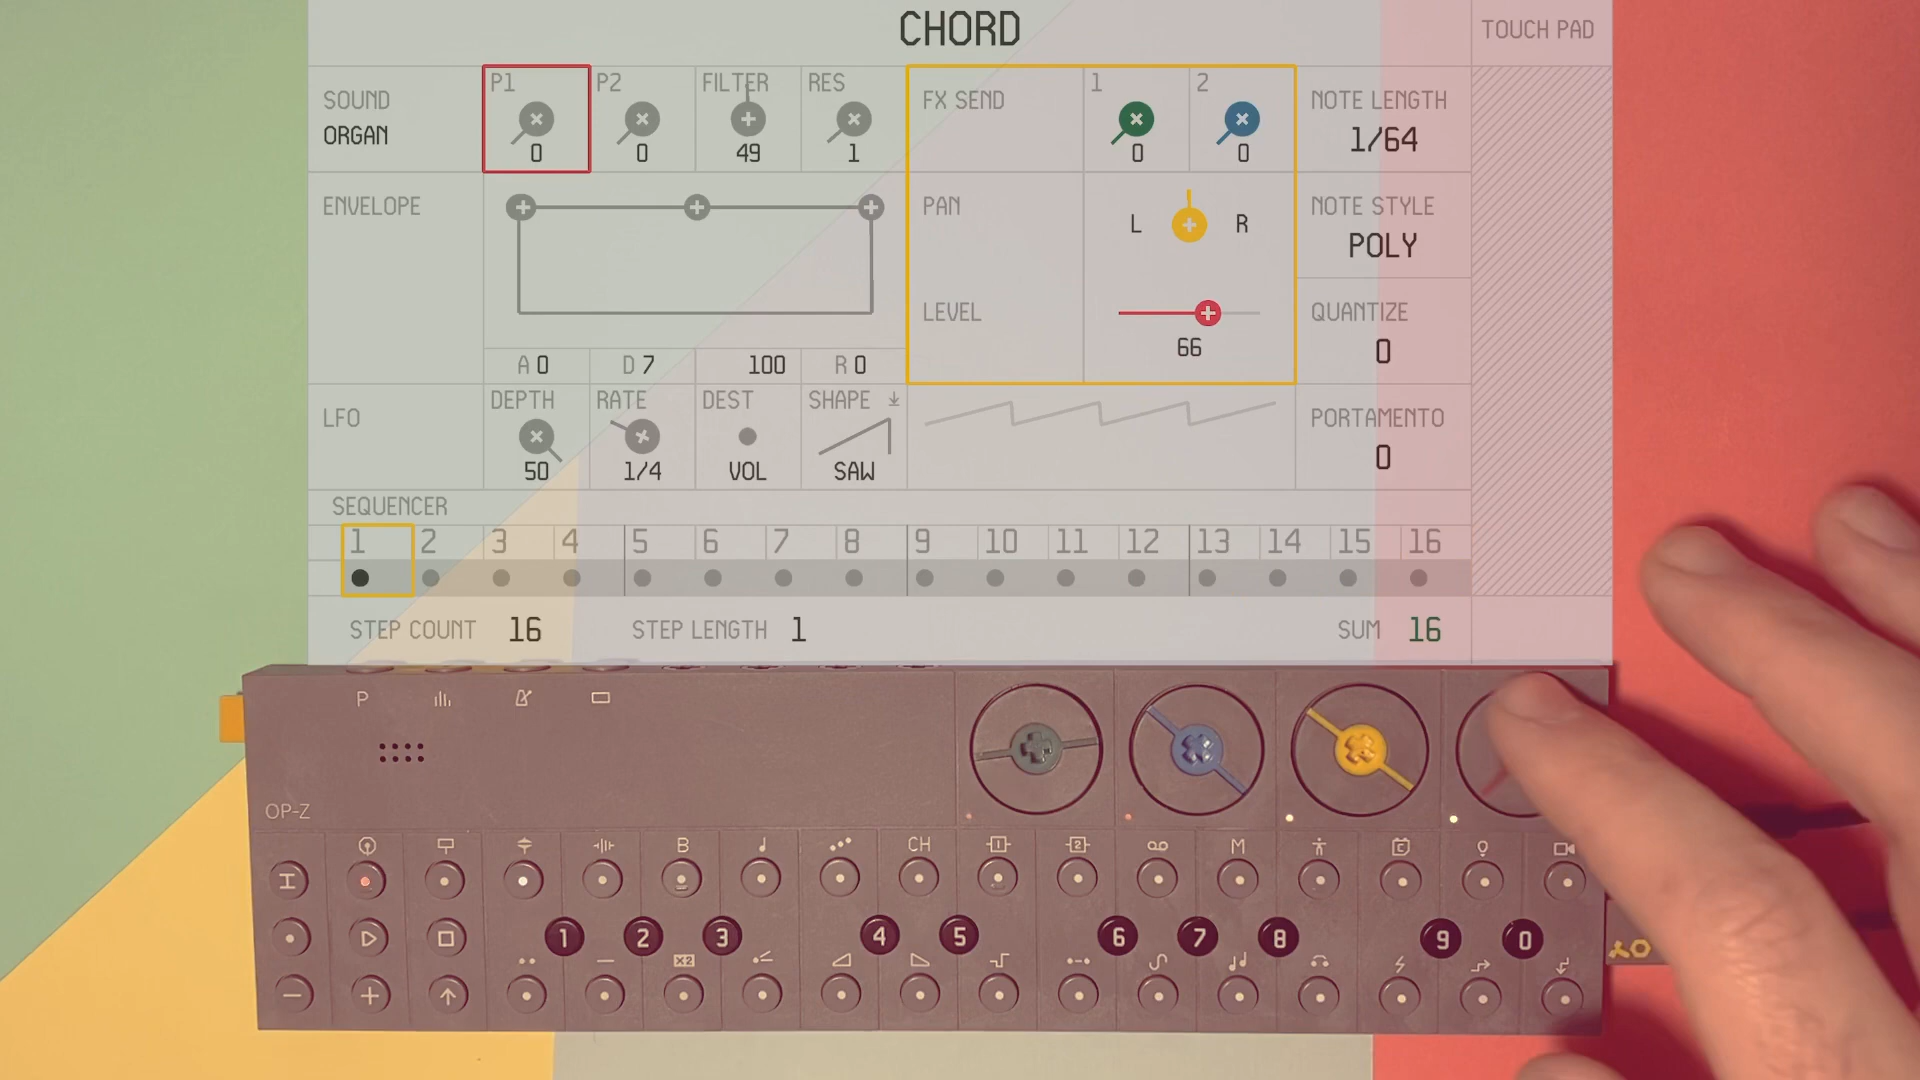 CHORD
TOUCH PAD
SOUND
ORGAN
P1
0
P2
0
FILTER
49
RES
1
FX SEND
1
0
2
0
NOTE LENGTH
1/64
ENVELOPE
PAN
L R
NOTE STYLE
POLY
LEVEL
66
QUANTIZE
0
A 0
D 7
100
R 0
LFO
DEPTH
50
RATE
1/4
DEST
VOL
SHAPE
SAW
PORTAMENTO
0
SEQUENCER
1 2 3 4 5 6 7 8 9 10 11 12 13 14 15 16
STEP COUNT 16
STEP LENGTH 1
SUM 16
P
OP-Z
B
CH
1
2
M
C
1 2 3 4 5 6 7 8 9 0
X2